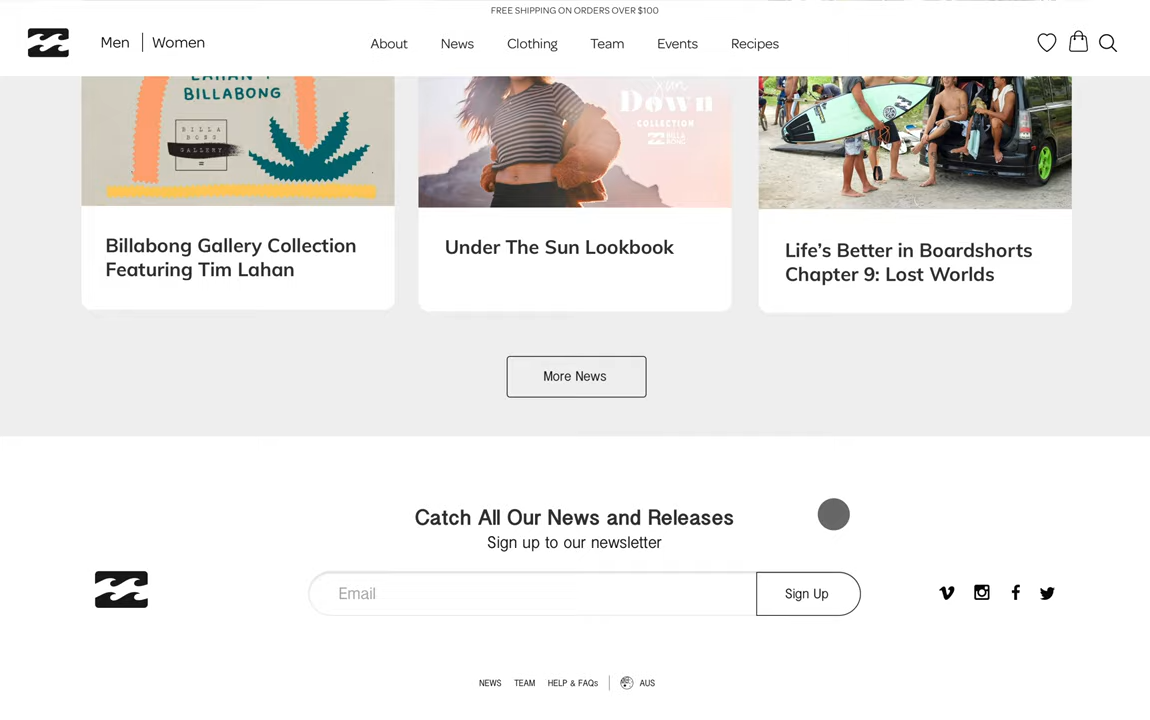 FREE SHIPPING ON ORDERS OVER $100
Men | Women
About News Clothing Team Events Recipes
LAHAN
BILLABONG
BILLA
BONG
GALLERY
Sun
Down
COLLECTION
BILLA
BONG
Billabong Gallery Collection
Featuring Tim Lahan
Under The Sun Lookbook
Life’s Better in Boardshorts
Chapter 9: Lost Worlds
More News
Catch All Our News and Releases
Sign up to our newsletter
Email
Sign Up
NEWS TEAM HELP & FAQs | AUS